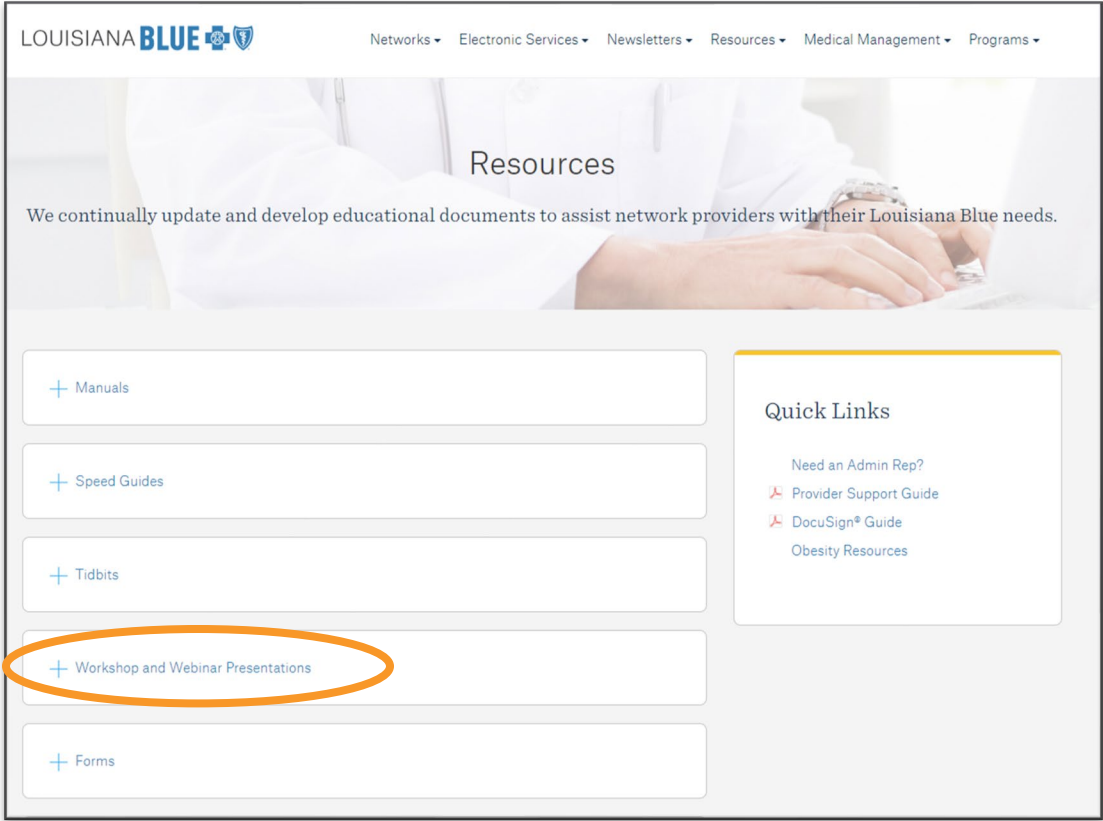 LOUISIANA BLUE
Networks Electronic Services Newsletters Resources Medical Management Programs
Resources
We continually update and develop educational documents to assist network providers with their Louisiana Blue needs.
Manuals
Speed Guides
Tidbits
Workshop and Webinar Presentations
Forms
Quick Links
Need an Admin Rep?
Provider Support Guide
DocuSign® Guide
Obesity Resources